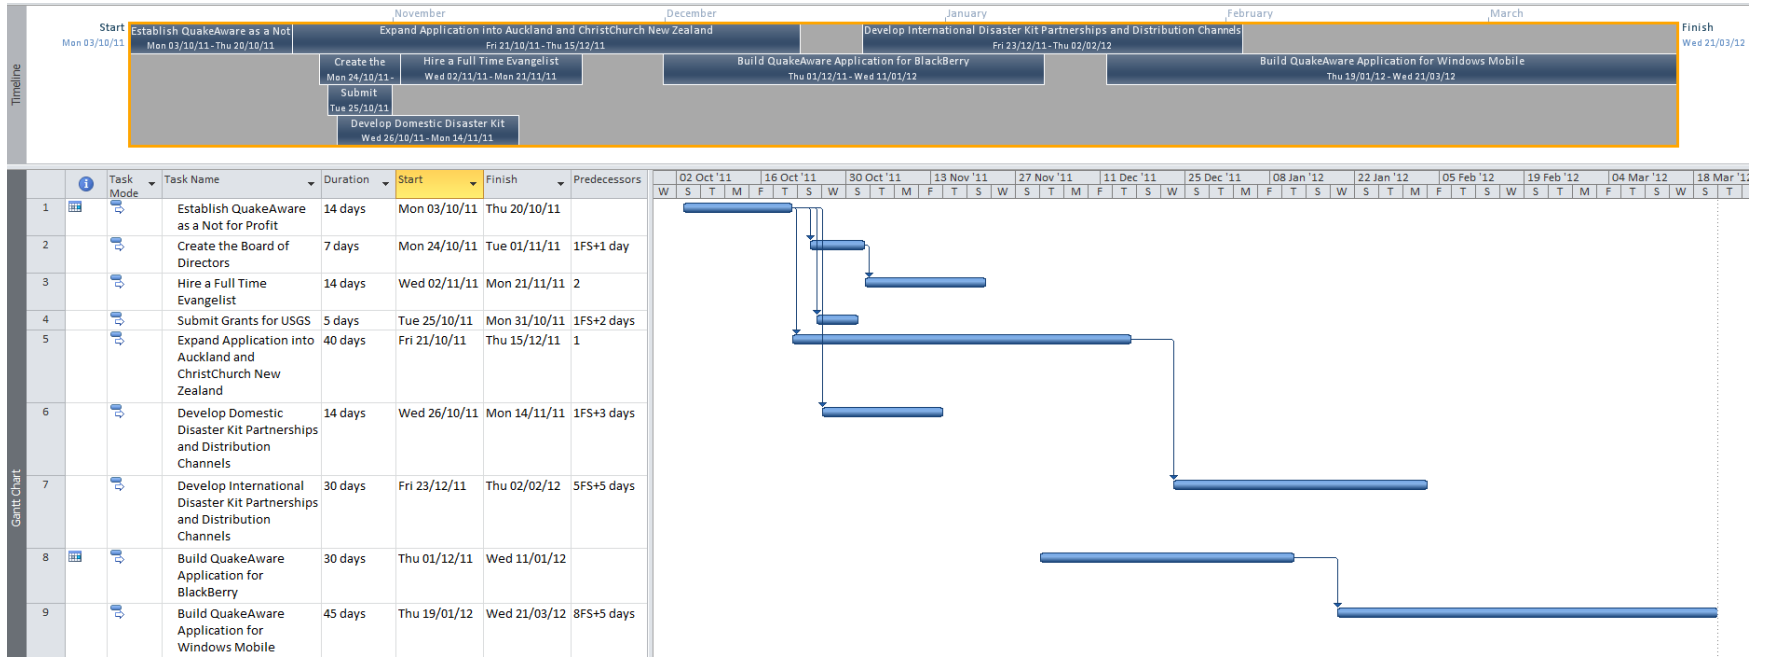 November December January February March
Start
Mon 03/10/11
Establish QuakeAware as a Not
Mon 03/10/11 - Thu 20/10/11
Expand Application into Auckland and ChristChurch New Zealand
Fri 21/10/11 - Thu 15/12/11
Develop International Disaster Kit Partnerships and Distribution Channels
Fri 23/12/11 - Thu 02/02/12
Finish
Wed 21/03/12
Create the
Mon 24/10/11 -
Hire a Full Time Evangelist
Wed 02/11/11 - Mon 21/11/11
Build QuakeAware Application for BlackBerry
Thu 01/12/11 - Wed 11/01/12
Build QuakeAware Application for Windows Mobile
Thu 19/01/12 - Wed 21/03/12
Submit
Tue 25/10/11
Develop Domestic Disaster Kit
Wed 26/10/11 - Mon 14/11/11
Timeline
Gantt Chart
Task Mode Task Name Duration Start Finish Predecessors
02 Oct '11 16 Oct '11 30 Oct '11 13 Nov '11 27 Nov '11 11 Dec '11 25 Dec '11 08 Jan '12 22 Jan '12 05 Feb '12 19 Feb '12 04 Mar '12 18 Mar '12
W S T M F T S W S T M F T S W S T M F T S W S T M F T S W S T M F T S W S T M F T S W S T
1 Establish QuakeAware 14 days Mon 03/10/11 Thu 20/10/11
as a Not for Profit
2 Create the Board of 7 days Mon 24/10/11 Tue 01/11/11 1FS+1 day
Directors
3 Hire a Full Time 14 days Wed 02/11/11 Mon 21/11/11 2
Evangelist
4 Submit Grants for USGS 5 days Tue 25/10/11 Mon 31/10/11 1FS+2 days
5 Expand Application into 40 days Fri 21/10/11 Thu 15/12/11 1
Auckland and
ChristChurch New
Zealand
6 Develop Domestic 14 days Wed 26/10/11 Mon 14/11/11 1FS+3 days
Disaster Kit Partnerships
and Distribution
Channels
7 Develop International 30 days Fri 23/12/11 Thu 02/02/12 5FS+5 days
Disaster Kit Partnerships
and Distribution
Channels
8 Build QuakeAware 30 days Thu 01/12/11 Wed 11/01/12
Application for
BlackBerry
9 Build QuakeAware 45 days Thu 19/01/12 Wed 21/03/12 8FS+5 days
Application for
Windows Mobile